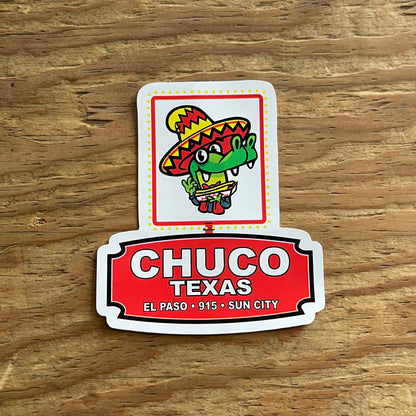 CHUCO
TEXAS
EL PASO • 915 • SUN CITY